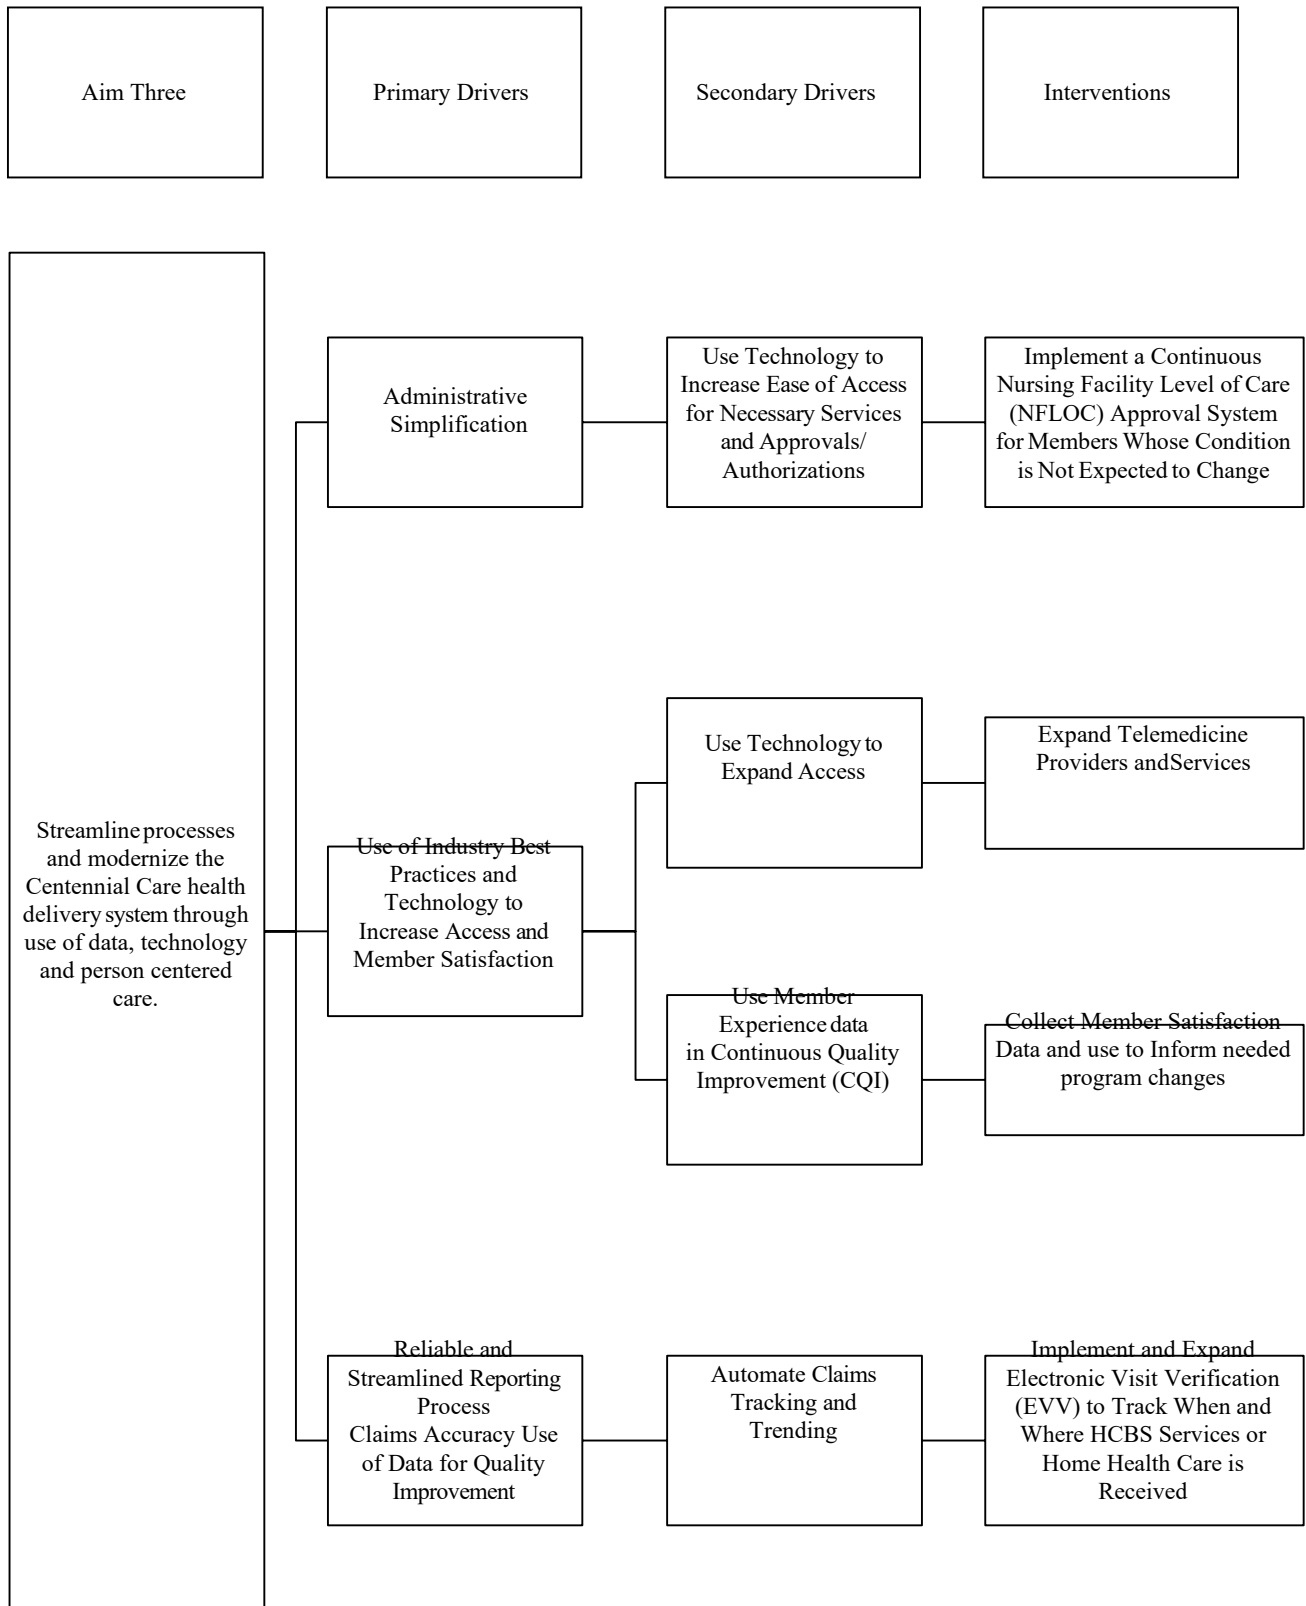 Aim Three
Primary Drivers
Secondary Drivers
Interventions
Streamline processes
and modernize the
Centennial Care health
delivery system through
use of data, technology
and person centered
care.
Administrative
Simplification
Use Technology to
Increase Ease of Access
for Necessary Services
and Approvals/
Authorizations
Implement a Continuous
Nursing Facility Level of Care
(NFLOC) Approval System
for Members Whose Condition
is Not Expected to Change
Use of Industry Best
Practices and
Technology to
Increase Access and
Member Satisfaction
Use Technology to
Expand Access
Expand Telemedicine
Providers andServices
Use Member
Experience data
in Continuous Quality
Improvement (CQI)
Collect Member Satisfaction
Data and use to Inform needed
program changes
Reliable and
Streamlined Reporting
Process
Claims Accuracy Use
of Data for Quality
Improvement
Automate Claims
Tracking and
Trending
Implement and Expand
Electronic Visit Verification
(EVV) to Track When and
Where HCBS Services or
Home Health Care is
Received